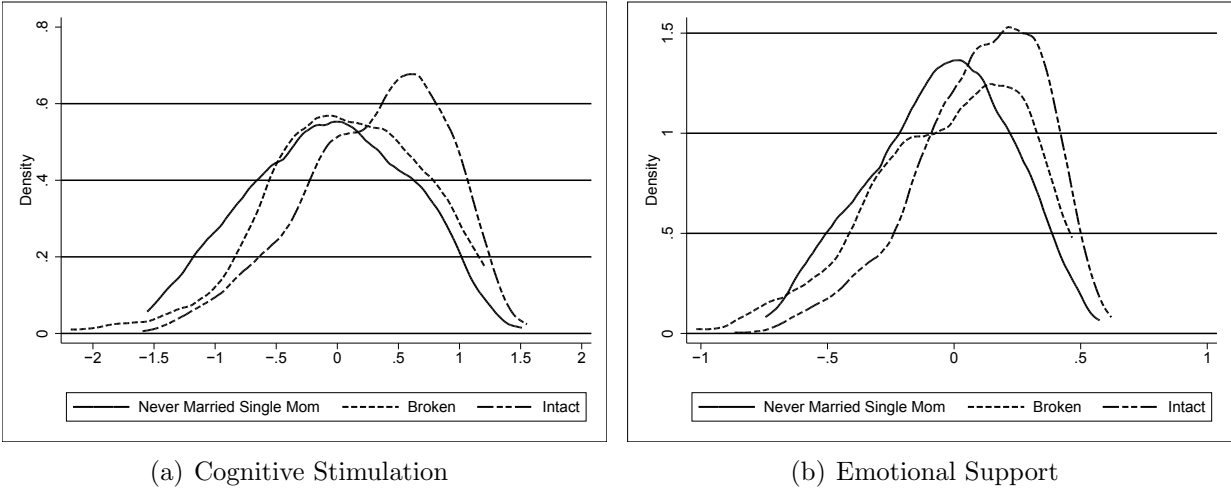 Density
0 .2 .4 .6 .8
−2 −1.5 −1 −.5 0 .5 1 1.5 2
Never Married Single Mom Broken Intact
(a) Cognitive Stimulation
Density
0 .5 1 1.5
−1 −.5 0 .5 1
Never Married Single Mom Broken Intact
(b) Emotional Support